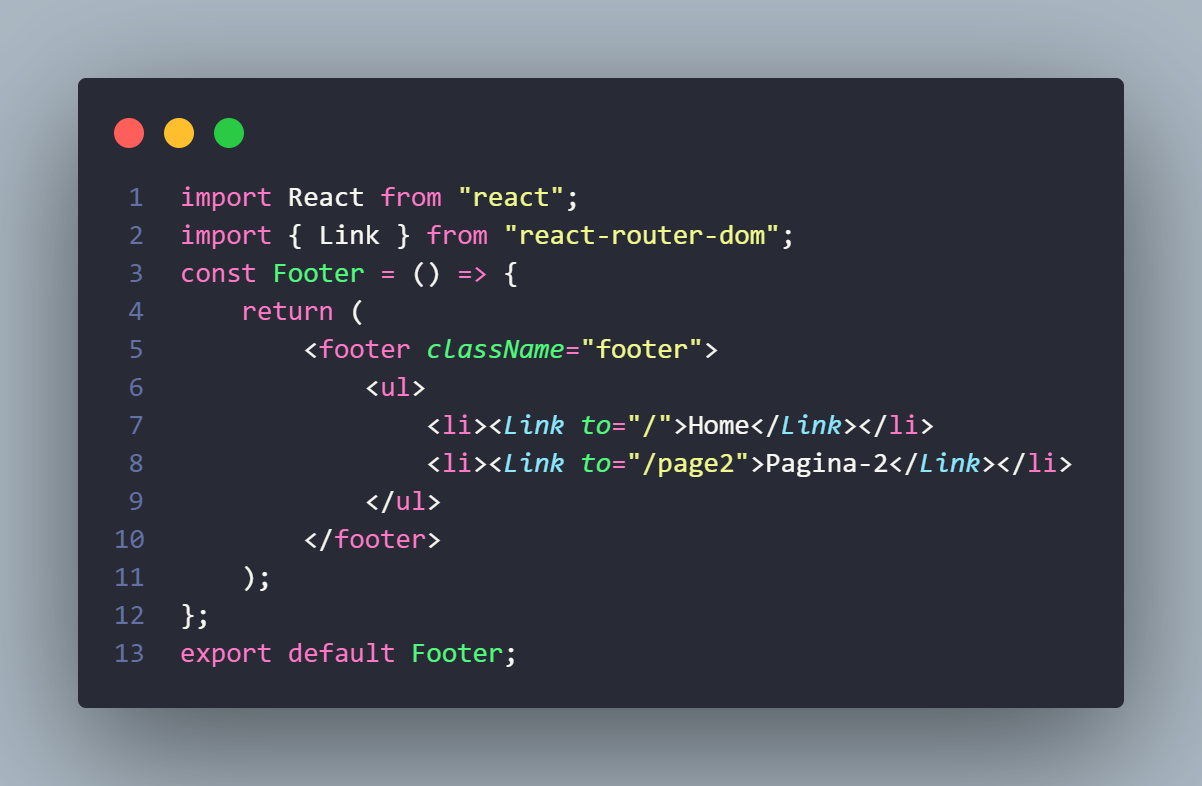 1 import React from "react";
2 import { Link } from "react-router-dom";
3 const Footer = () => {
4     return (
5         <footer className="footer">
6             <ul>
7                 <li><Link to="/">Home</Link></li>
8                 <li><Link to="/page2">Pagina-2</Link></li>
9             </ul>
10         </footer>
11     );
12 };
13 export default Footer;